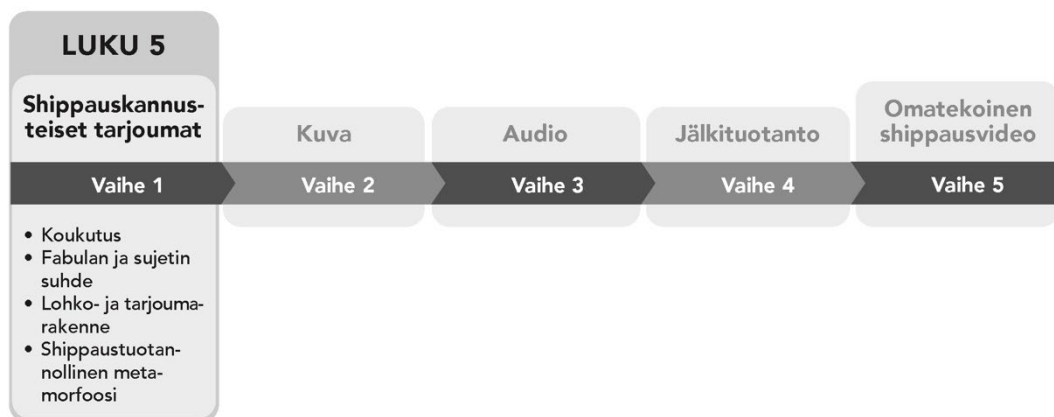 LUKU 5
Shippauskannus-
teiset tarjoumat
Kuva
Audio
Jälkituotanto
Omatekoinen
shippausvideo
Vaihe 1
Vaihe 2
Vaihe 3
Vaihe 4
Vaihe 5
• Koukutus
• Fabulan ja sujetin
suhde
• Lohko- ja tarjouma-
rakenne
• Shippaustuotan-
nollinen meta-
morfoosi